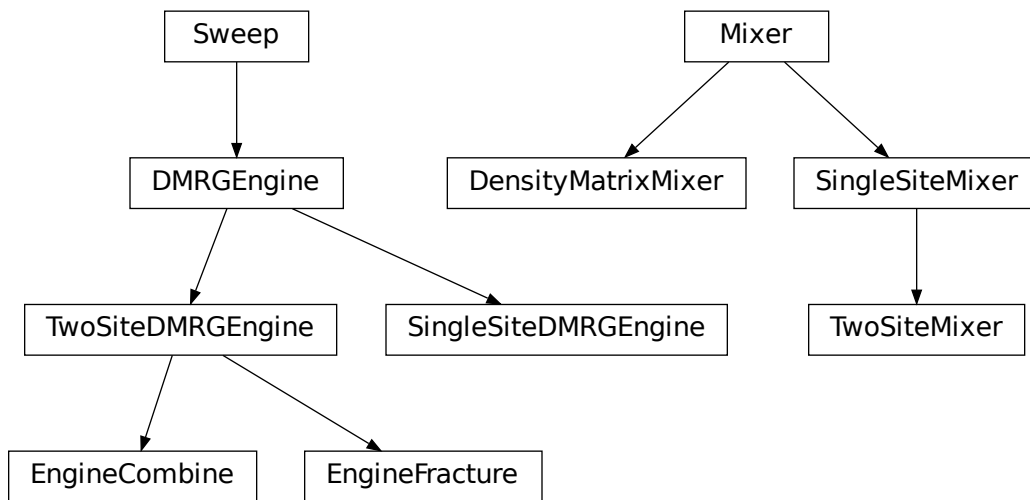 Sweep
Mixer
DMRGEngine
DensityMatrixMixer
SingleSiteMixer
TwoSiteDMRGEngine
SingleSiteDMRGEngine
TwoSiteMixer
EngineCombine
EngineFracture